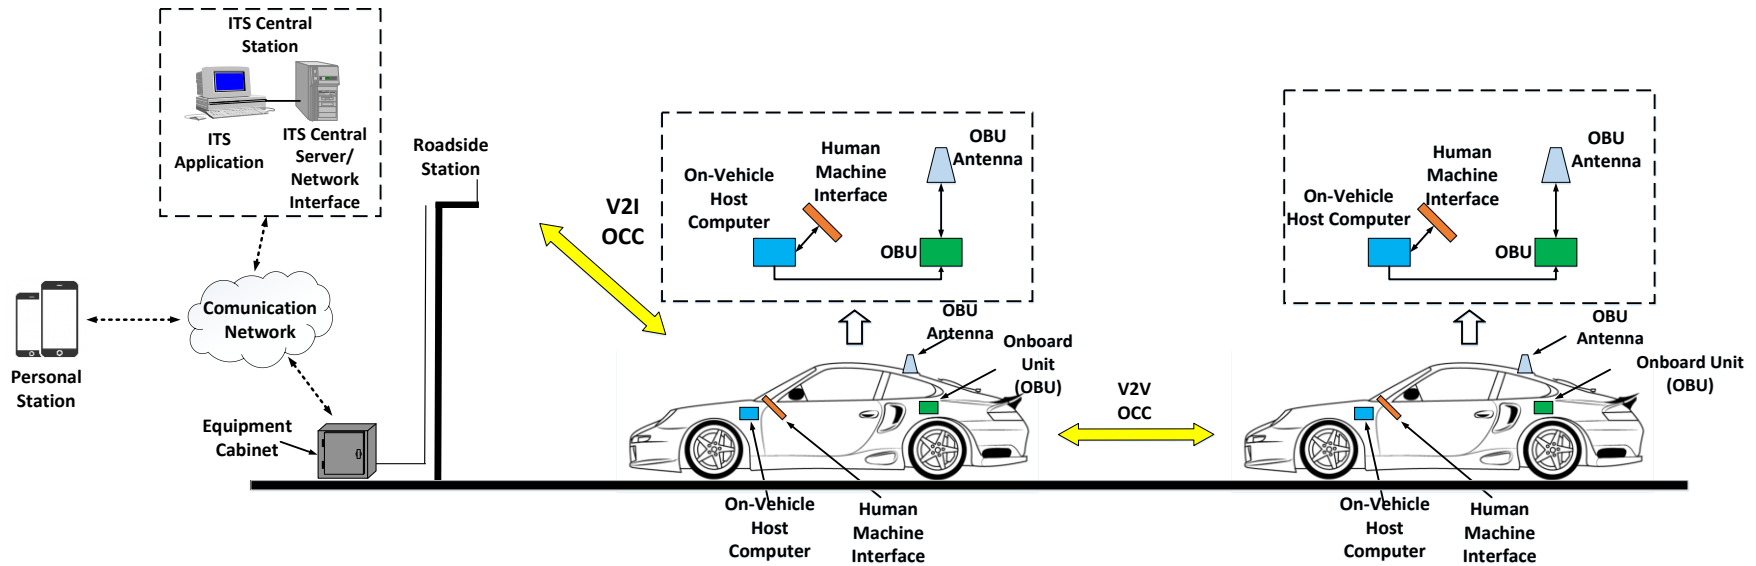 ITS Central
Station
ITS
Application
ITS Central
Server/
Network
Interface
Roadside
Station
Comunication
Network
Personal
Station
Equipment
Cabinet
V2I
OCC
On-Vehicle
Host
Computer
Human
Machine
Interface
OBU
Antenna
OBU
OBU
Antenna
Onboard
Unit
(OBU)
On-Vehicle
Host
Computer
Human
Machine
Interface
V2V
OCC
On-Vehicle
Host Computer
Human
Machine
Interface
OBU
Antenna
OBU
OBU
Antenna
Onboard Unit
(OBU)
On-Vehicle
Host
Computer
Human
Machine
Interface